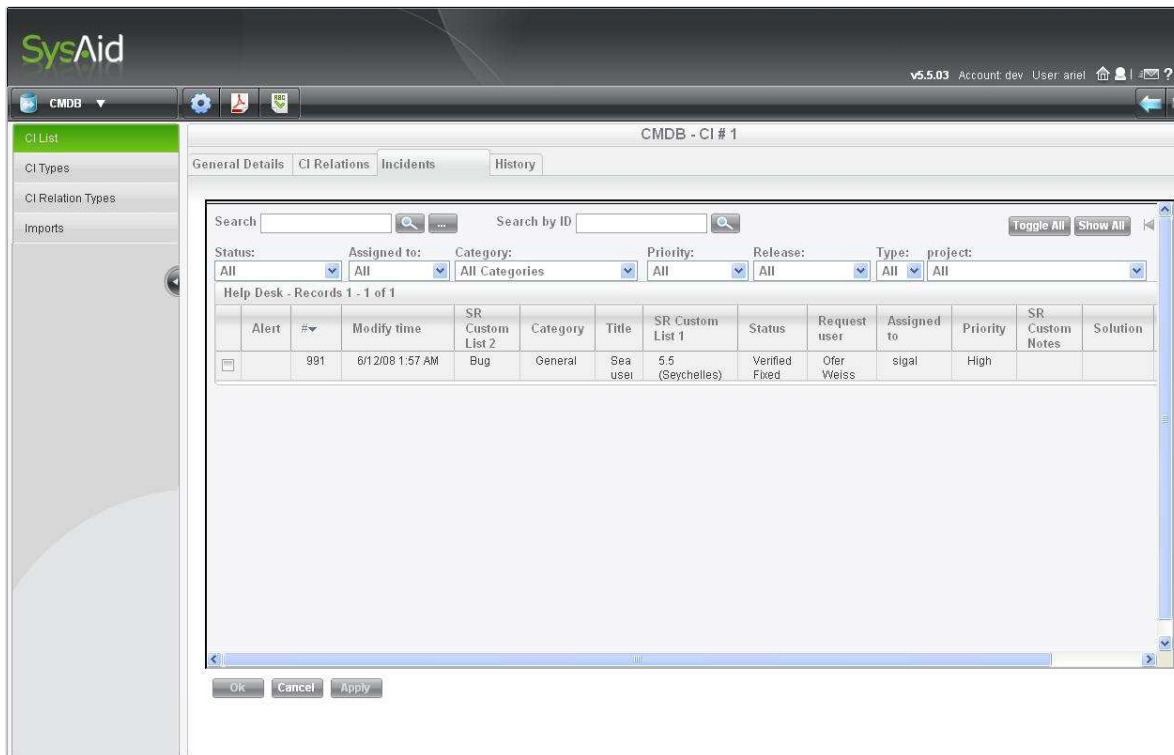 SysAid
v5.5.03 Account: dev User: ariel ?
CMDB
ABC
CI List
CI Types
CI Relation Types
Imports
CMDB - CI # 1
General Details CI Relations Incidents History
Search ... Search by ID Toggle All Show All
Status: Assigned to: Category: Priority: Release: Type: project:
All All All Categories All All All All
Help Desk - Records 1 - 1 of 1
Alert # Modify time SR Custom List 2 Category Title SR Custom List 1 Status Request user Assigned to Priority SR Custom Notes Solution
991 6/12/08 1:57 AM Bug General Sea user 5.5 (Seychelles) Verified Fixed Ofer Weiss sigal High
Ok Cancel Apply